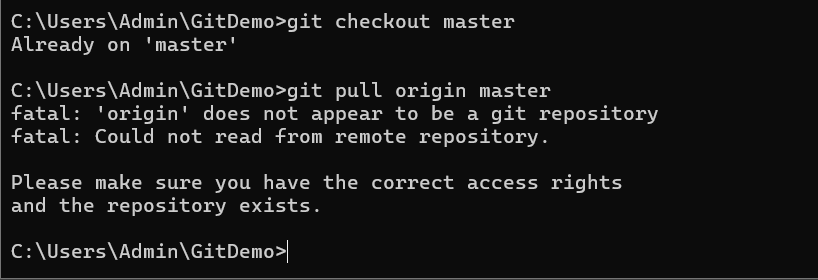 C:\Users\Admin\GitDemo>git checkout master
Already on 'master'
C:\Users\Admin\GitDemo>git pull origin master
fatal: 'origin' does not appear to be a git repository
fatal: Could not read from remote repository.
Please make sure you have the correct access rights
and the repository exists.
C:\Users\Admin\GitDemo>